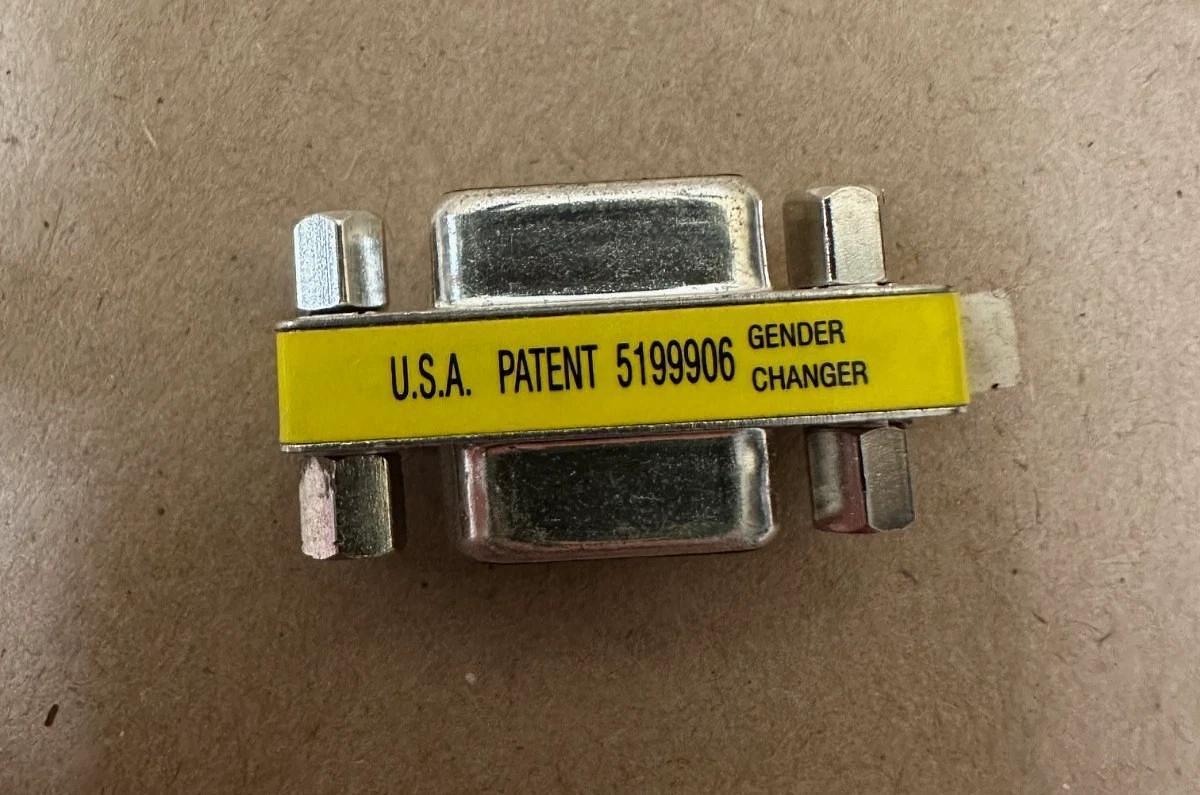 U.S.A. PATENT 5199906
GENDER
CHANGER